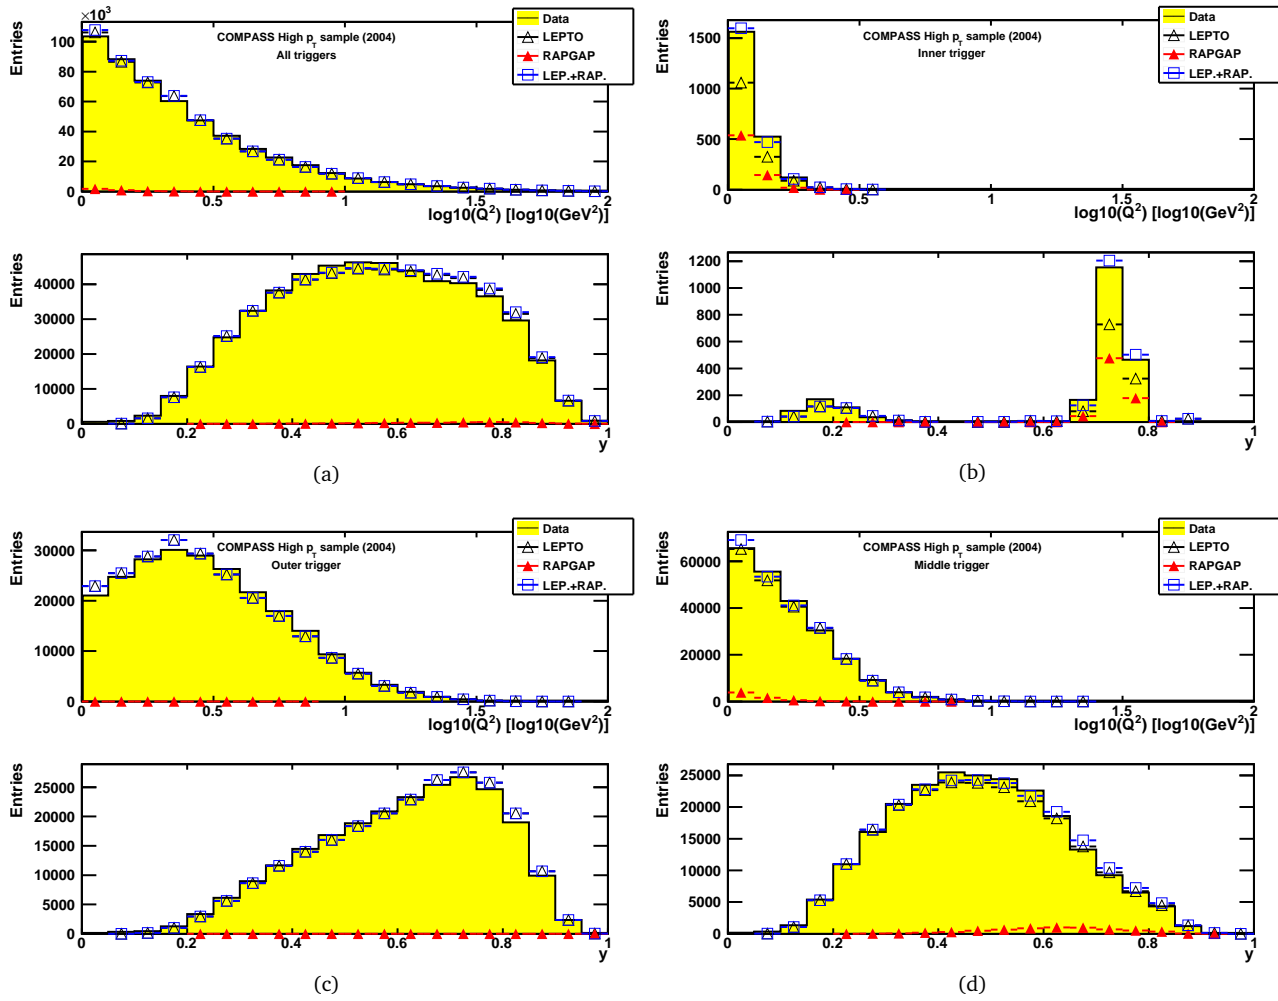 ×10³
Entries
100
80
60
40
20
0
COMPASS High p_T sample (2004)
All triggers
Data
LEPTO
RAPGAP
LEP.+RAP.
0 0.5 1 1.5 2
log10(Q²) [log10(GeV²)]
Entries
40000
30000
20000
10000
0
0 0.2 0.4 0.6 0.8 1
y
(a)
Entries
1500
1000
500
0
COMPASS High p_T sample (2004)
Inner trigger
Data
LEPTO
RAPGAP
LEP.+RAP.
0 0.5 1 1.5 2
log10(Q²) [log10(GeV²)]
Entries
1200
1000
800
600
400
200
0
0 0.2 0.4 0.6 0.8 1
y
(b)
Entries
30000
20000
10000
0
COMPASS High p_T sample (2004)
Outer trigger
Data
LEPTO
RAPGAP
LEP.+RAP.
0 0.5 1 1.5 2
log10(Q²) [log10(GeV²)]
Entries
25000
20000
15000
10000
5000
0
0 0.2 0.4 0.6 0.8 1
y
(c)
Entries
60000
40000
20000
0
COMPASS High p_T sample (2004)
Middle trigger
Data
LEPTO
RAPGAP
LEP.+RAP.
0 0.5 1 1.5 2
log10(Q²) [log10(GeV²)]
Entries
25000
20000
15000
10000
5000
0
0 0.2 0.4 0.6 0.8 1
y
(d)